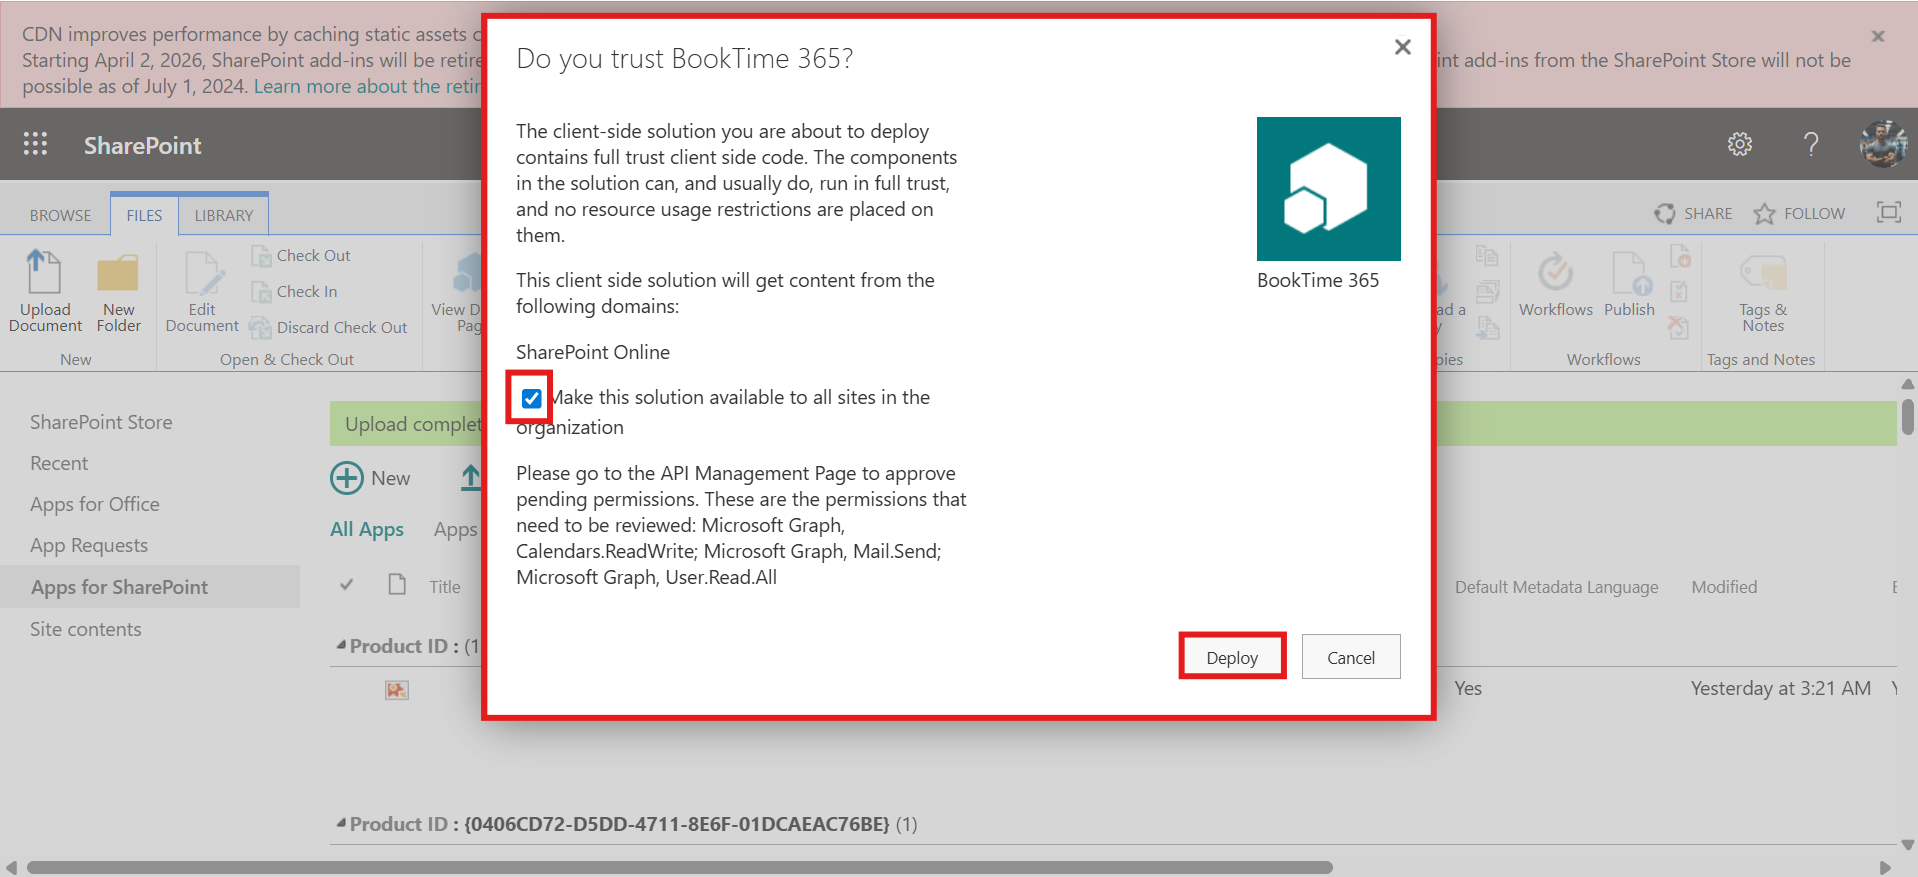 CDN improves performance by caching static assets
Starting April 2, 2026, SharePoint add-ins will be
possible as of July 1, 2024. Learn more about the
add-ins from the SharePoint Store will not be
SharePoint
BROWSE
FILES
LIBRARY
SHARE
FOLLOW
Upload
Document
New
Folder
New
Edit
Document
Check Out
Check In
Discard Check Out
Open & Check Out
View
Workflows
Publish
Workflows
Tags &
Notes
Tags and Notes
Do you trust BookTime 365?
The client-side solution you are about to deploy
contains full trust client side code. The components
in the solution can, and usually do, run in full trust,
and no resource usage restrictions are placed on
them.
This client side solution will get content from the
following domains:
SharePoint Online
Make this solution available to all sites in the
organization
Please go to the API Management Page to approve
pending permissions. These are the permissions that
need to be reviewed: Microsoft Graph,
Calendars.ReadWrite; Microsoft Graph, Mail.Send;
Microsoft Graph, User.Read.All
BookTime 365
Deploy
Cancel
SharePoint Store
Recent
Apps for Office
App Requests
Apps for SharePoint
Site contents
Upload
New
All Apps
Apps
Title
Default Metadata Language
Modified
Product ID : (1
Yes
Yesterday at 3:21 AM
Product ID : {0406CD72-D5DD-4711-8E6F-01DCAEAC76BE} (1)